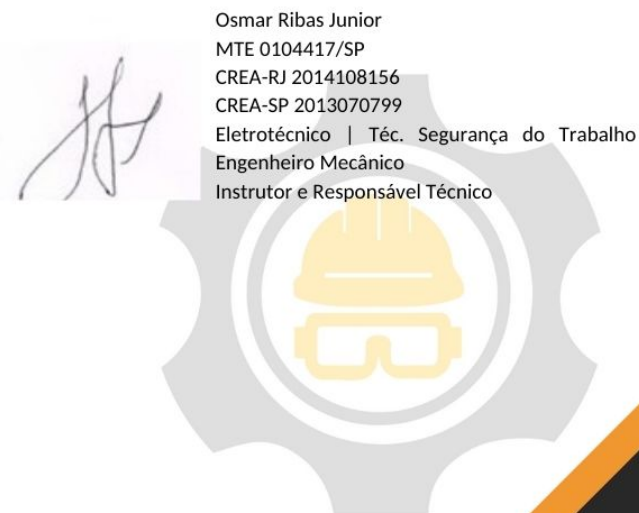 Osmar Ribas Junior
MTE 0104417/SP
CREA-RJ 2014108156
CREA-SP 2013070799
Eletrotécnico | Téc. Segurança do Trabalho
Engenheiro Mecânico
Instrutor e Responsável Técnico